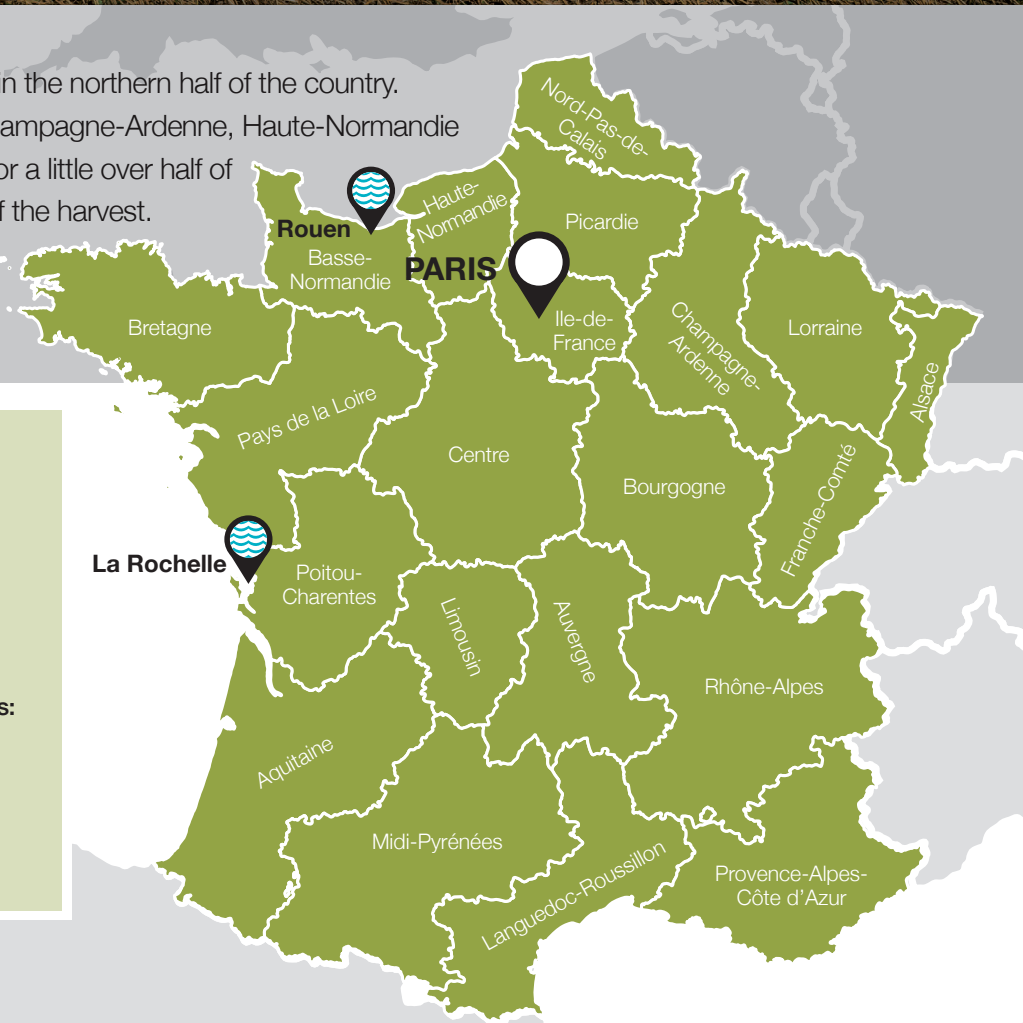 in the northern half of the country.
ampagne-Ardenne, Haute-Normandie
or a little over half of
f the harvest.
Nord-Pas-de-
Calais
Haute-
Normandie
Picardie
Rouen
Basse-
Normandie
PARIS
Ile-de-
France
Champagne-
Ardenne
Lorraine
Alsace
Bretagne
Pays de la Loire
Centre
Bourgogne
Franche-Comté
La Rochelle
Poitou-
Charentes
Limousin
Auvergne
Rhône-Alpes
s:
Aquitaine
Midi-Pyrénées
Languedoc-Roussillon
Provence-Alpes-
Côte d'Azur